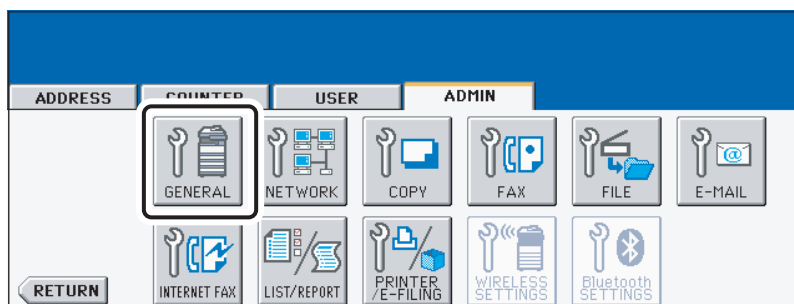 ADDRESS COUNTER USER ADMIN
GENERAL NETWORK COPY FAX FILE E-MAIL
INTERNET FAX LIST/REPORT PRINTER /E-FILING WIRELESS SETTINGS Bluetooth SETTINGS
RETURN